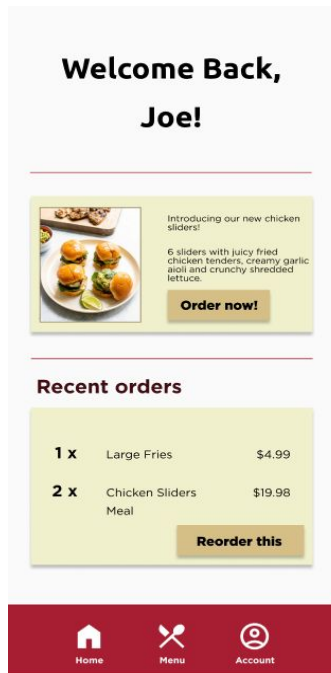 Welcome Back,
Joe!
Introducing our new chicken
sliders!
6 sliders with juicy fried
chicken tenders, creamy garlic
aioli and crunchy shredded
lettuce.
Order now!
Recent orders
1 x Large Fries $4.99
2 x Chicken Sliders $19.98
Meal
Reorder this
Home Menu Account